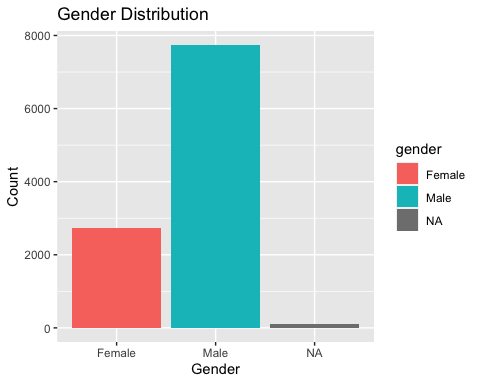 Gender Distribution
8000
6000
4000
2000
0
Count
Female Male NA
Gender
gender
Female
Male
NA